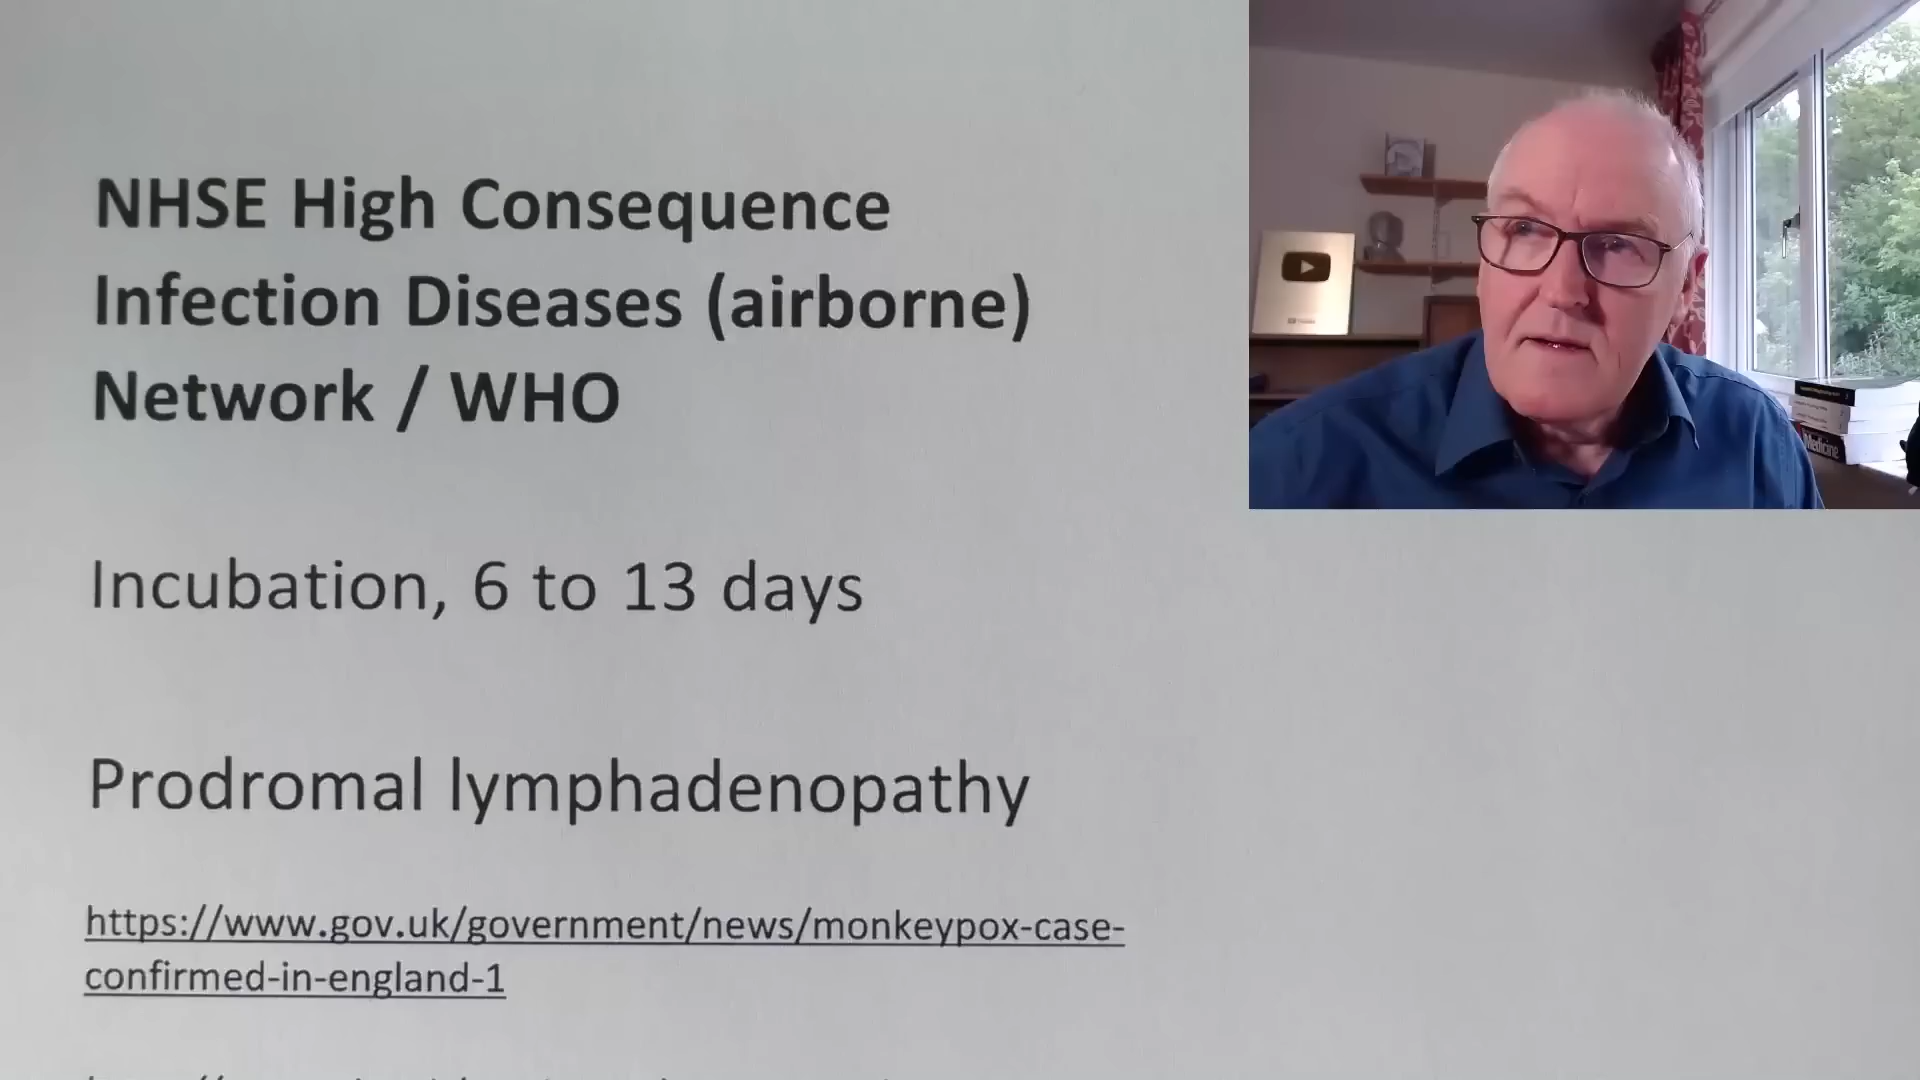 NHSE High Consequence
Infection Diseases (airborne)
Network / WHO
Incubation, 6 to 13 days
Prodromal lymphadenopathy
https://www.gov.uk/government/news/monkeypox-case-
confirmed-in-england-1
Medicine